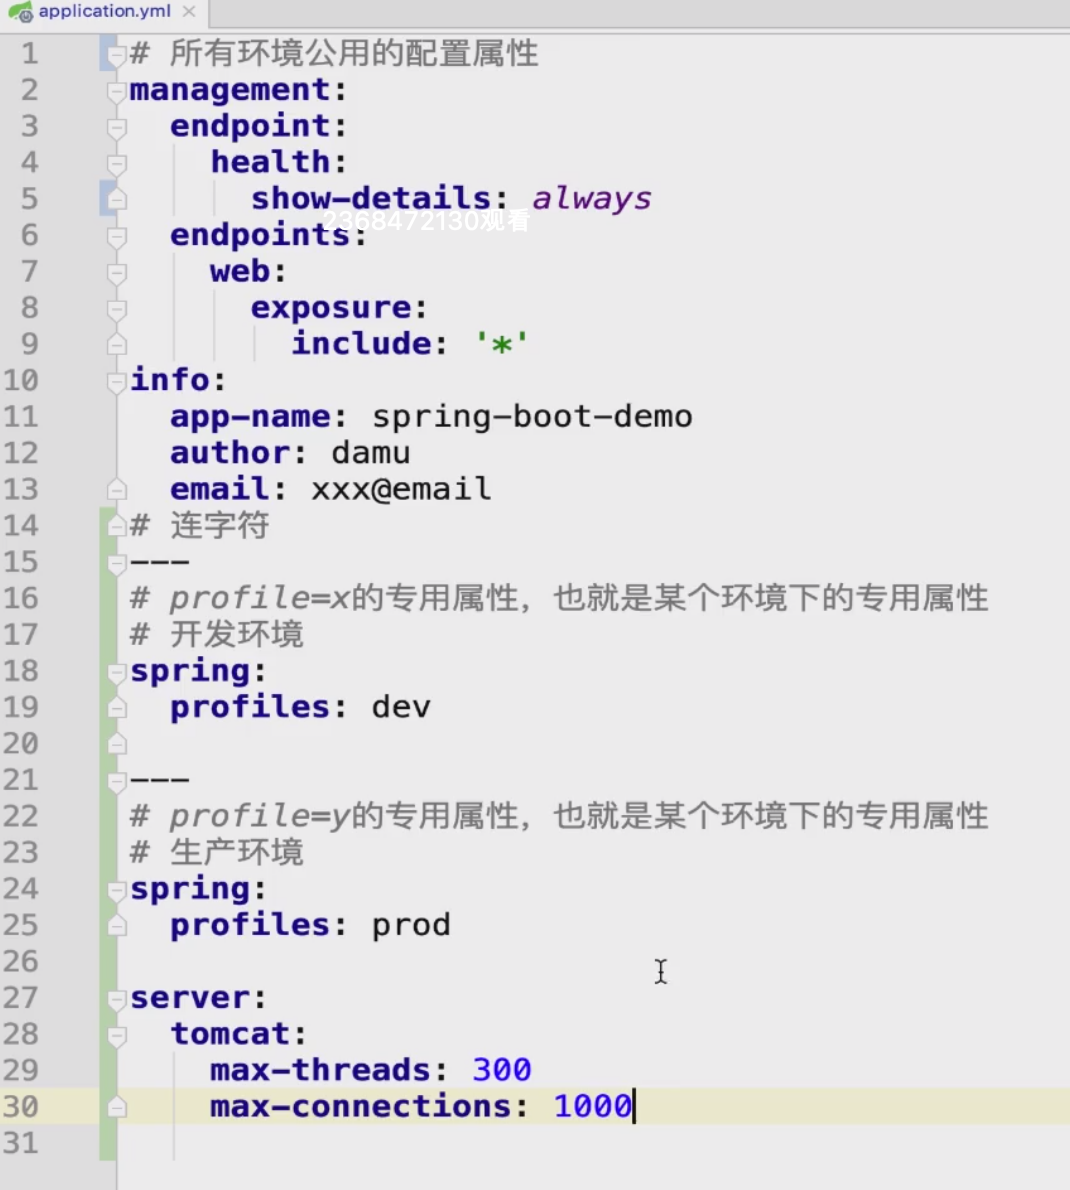 application.yml
1 # 所有环境公用的配置属性
2 management:
3   endpoint:
4     health:
5       show-details: always
2368472130观看
6   endpoints:
7     web:
8       exposure:
9         include: '*'
10 info:
11   app-name: spring-boot-demo
12   author: damu
13   email: xxx@email
14 # 连字符
15 ---
16 # profile=x的专用属性，也就是某个环境下的专用属性
17 # 开发环境
18 spring:
19   profiles: dev
20
21 ---
22 # profile=y的专用属性，也就是某个环境下的专用属性
23 # 生产环境
24 spring:
25   profiles: prod
26
27 server:
28   tomcat:
29     max-threads: 300
30     max-connections: 1000
31